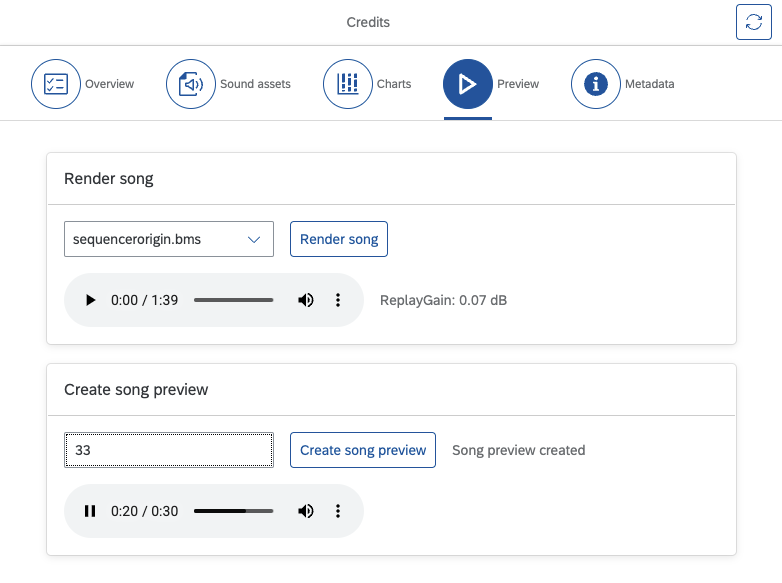 Credits
Overview
Sound assets
Charts
Preview
Metadata
Render song
sequencerorigin.bms
Render song
0:00 / 1:39
ReplayGain: 0.07 dB
Create song preview
33
Create song preview
Song preview created
0:20 / 0:30